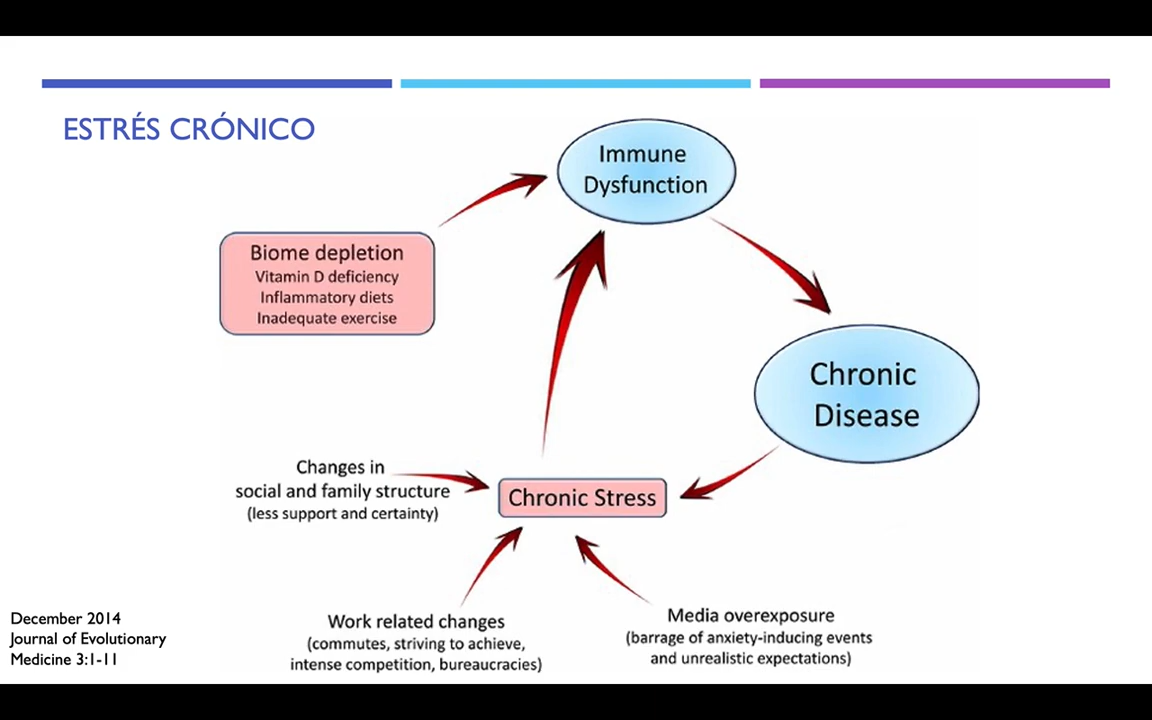 ESTRÉS CRÓNICO
Immune
Dysfunction
Biome depletion
Vitamin D deficiency
Inflammatory diets
Inadequate exercise
Chronic
Disease
Changes in
social and family structure
(less support and certainty)
Chronic Stress
Work related changes
(commutes, striving to achieve,
intense competition, bureaucracies)
Media overexposure
(barrage of anxiety-inducing events
and unrealistic expectations)
December 2014
Journal of Evolutionary
Medicine 3:1-11